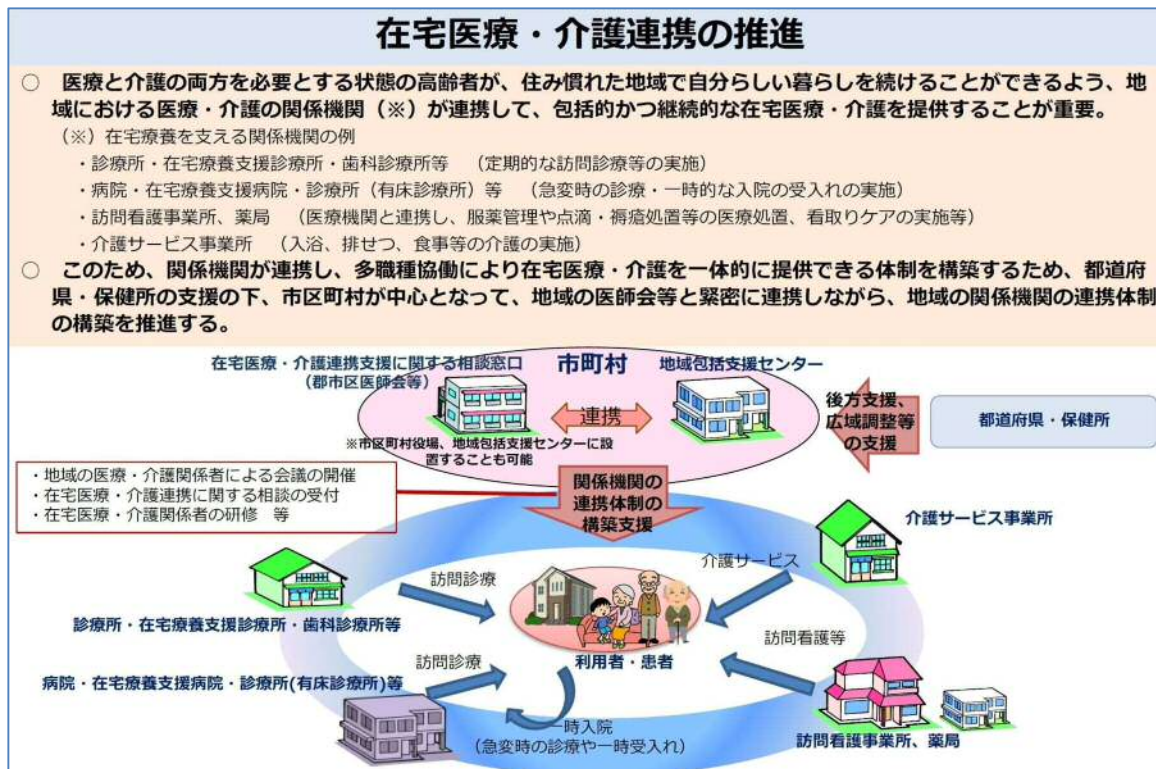 在宅医療・介護連携の推進
○　医療と介護の両方を必要とする状態の高齢者が、住み慣れた地域で自分らしい暮らしを続けることができるよう、地
域における医療・介護の関係機関（※）が連携して、包括的かつ継続的な在宅医療・介護を提供することが重要。
（※）在宅療養を支える関係機関の例
・診療所・在宅療養支援診療所・歯科診療所等　（定期的な訪問診療等の実施）
・病院・在宅療養支援病院・診療所（有床診療所）等　（急変時の診療・一時的な入院の受入れの実施）
・訪問看護事業所、薬局　（医療機関と連携し、服薬管理や点滴・褥瘡処置等の医療処置、看取りケアの実施等）
・介護サービス事業所　（入浴、排せつ、食事等の介護の実施）
○　このため、関係機関が連携し、多職種協働により在宅医療・介護を一体的に提供できる体制を構築するため、都道府
県・保健所の支援の下、市区町村が中心となって、地域の医師会等と緊密に連携しながら、地域の関係機関の連携体制
の構築を推進する。
在宅医療・介護連携支援に関する相談窓口
（郡市区医師会等）
市町村
地域包括支援センター
連携
※市区町村役場、地域包括支援センターに設
置することも可能
後方支援、
広域調整等
の支援
都道府県・保健所
・地域の医療・介護関係者による会議の開催
・在宅医療・介護連携に関する相談の受付
・在宅医療・介護関係者の研修　等
関係機関の
連携体制の
構築支援
介護サービス事業所
介護サービス
訪問診療
診療所・在宅療養支援診療所・歯科診療所等
利用者・患者
訪問看護等
訪問診療
病院・在宅療養支援病院・診療所(有床診療所)等
一時入院
（急変時の診療や一時受入れ）
訪問看護事業所、薬局